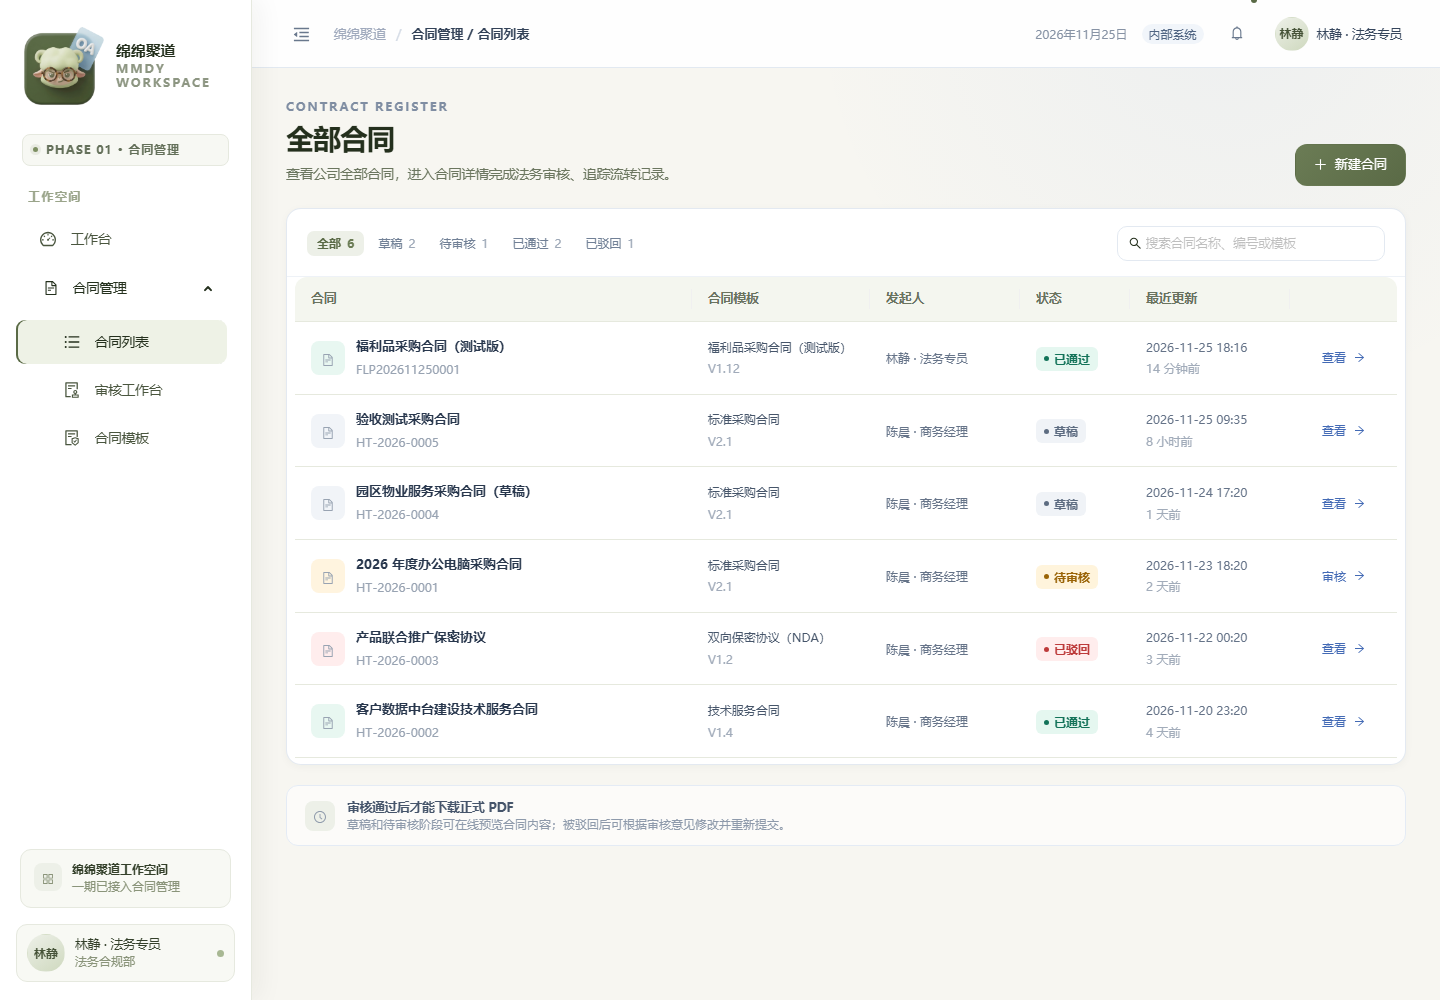 OA
绵绵聚道
MMDY
WORKSPACE
PHASE 01 • 合同管理
工作空间
工作台
合同管理
合同列表
审核工作台
合同模板
绵绵聚道工作空间
一期已接入合同管理
林静
林静 · 法务专员
法务合规部
绵绵聚道 / 合同管理 / 合同列表
2026年11月25日
内部系统
林静
林静 · 法务专员
CONTRACT REGISTER
全部合同
查看公司全部合同，进入合同详情完成法务审核、追踪流转记录。
新建合同
全部 6
草稿 2
待审核 1
已通过 2
已驳回 1
搜索合同名称、编号或模板
合同 合同模板 发起人 状态 最近更新
福利品采购合同（测试版） 福利品采购合同（测试版） 林静 · 法务专员 已通过 2026-11-25 18:16 查看
FLP202611250001 V1.12 14 分钟前
验收测试采购合同 标准采购合同 陈晨 · 商务经理 草稿 2026-11-25 09:35 查看
HT-2026-0005 V2.1 8 小时前
园区物业服务采购合同（草稿） 标准采购合同 陈晨 · 商务经理 草稿 2026-11-24 17:20 查看
HT-2026-0004 V2.1 1 天前
2026 年度办公电脑采购合同 标准采购合同 陈晨 · 商务经理 待审核 2026-11-23 18:20 审核
HT-2026-0001 V2.1 2 天前
产品联合推广保密协议 双向保密协议（NDA） 陈晨 · 商务经理 已驳回 2026-11-22 00:20 查看
HT-2026-0003 V1.2 3 天前
客户数据中台建设技术服务合同 技术服务合同 陈晨 · 商务经理 已通过 2026-11-20 23:20 查看
HT-2026-0002 V1.4 4 天前
审核通过后才能下载正式 PDF
草稿和待审核阶段可在线预览合同内容；被驳回后可根据审核意见修改并重新提交。